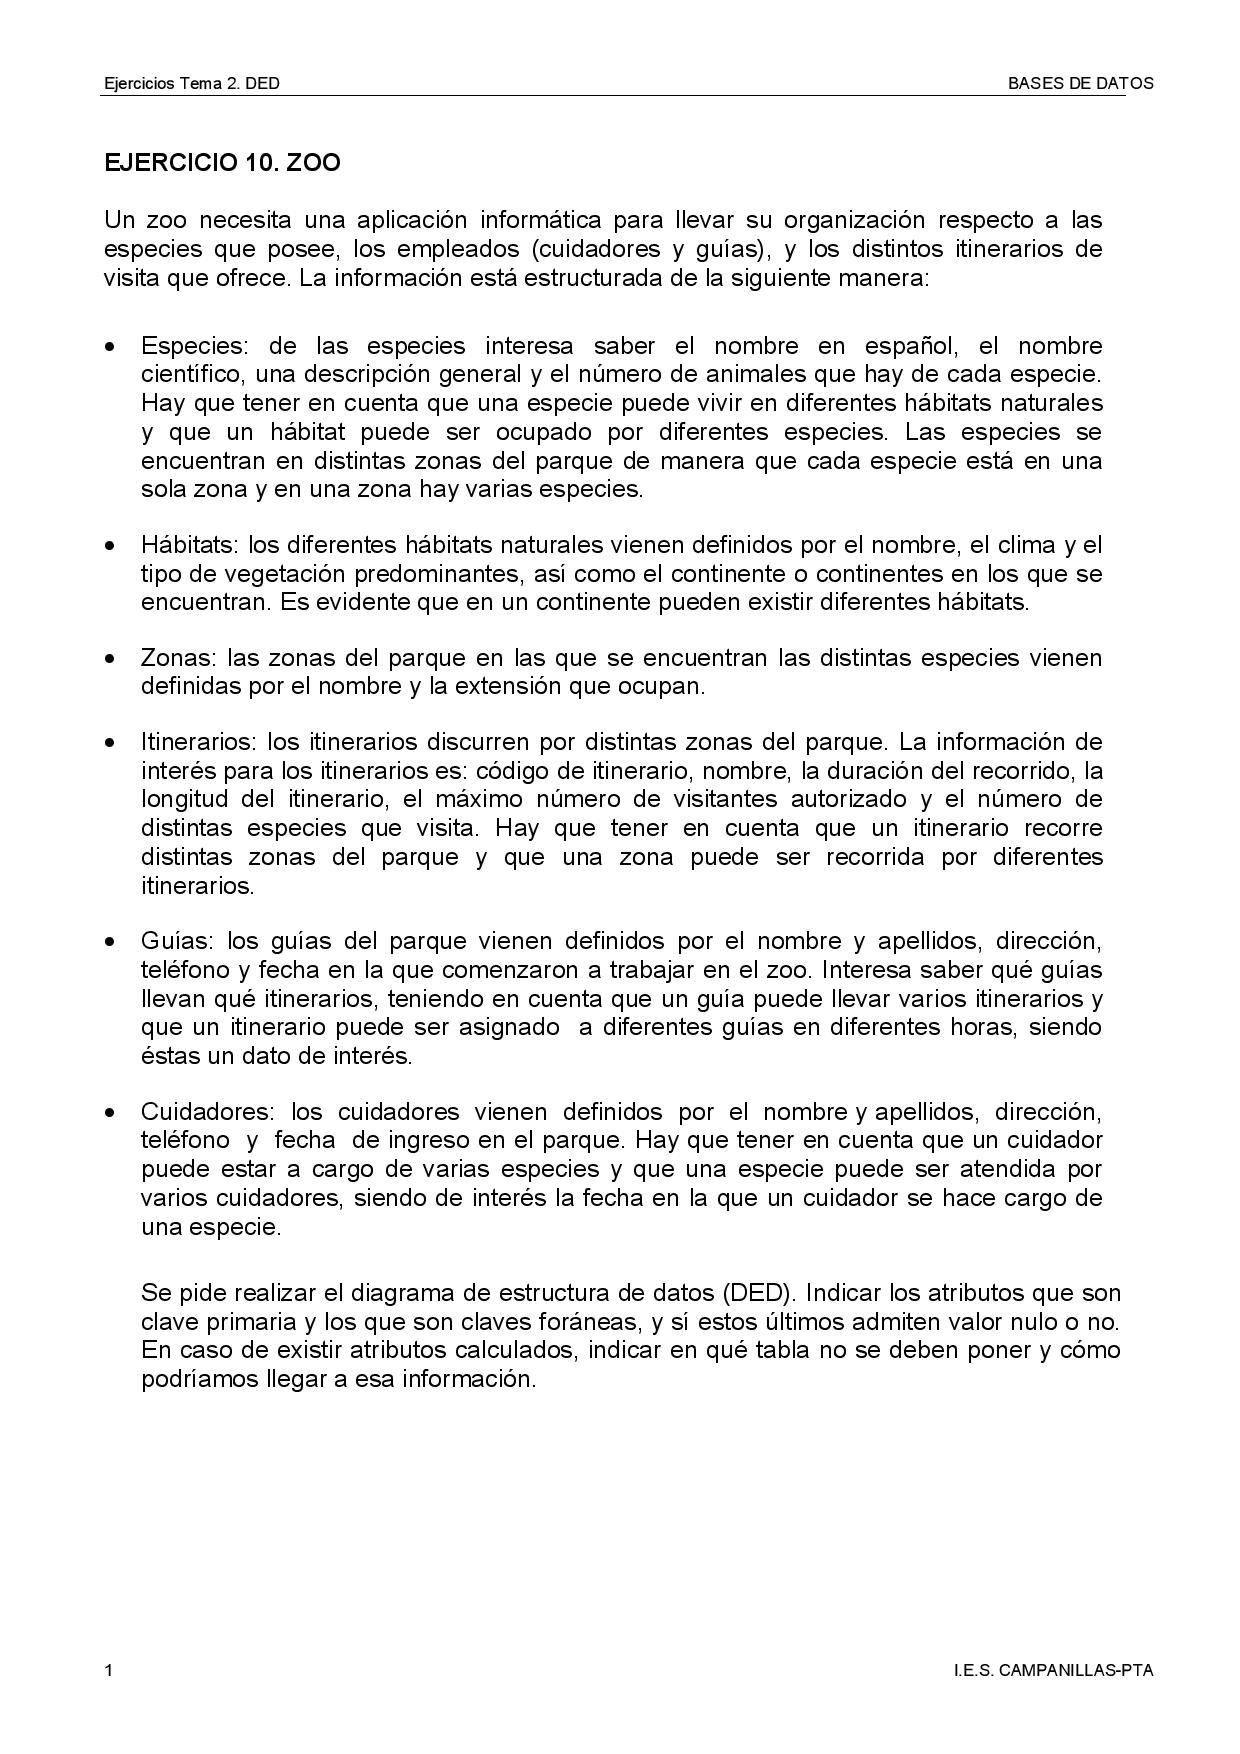 Ejercicios Tema 2. DED BASES DE DATOS
EJERCICIO 10. ZOO
Un zoo necesita una aplicación informática para llevar su organización respecto a las
especies que posee, los empleados (cuidadores y guías), y los distintos itinerarios de
visita que ofrece. La información está estructurada de la siguiente manera:
• Especies: de las especies interesa saber el nombre en español, el nombre
científico, una descripción general y el número de animales que hay de cada especie.
Hay que tener en cuenta que una especie puede vivir en diferentes hábitats naturales
y que un hábitat puede ser ocupado por diferentes especies. Las especies se
encuentran en distintas zonas del parque de manera que cada especie está en una
sola zona y en una zona hay varias especies.
• Hábitats: los diferentes hábitats naturales vienen definidos por el nombre, el clima y el
tipo de vegetación predominantes, así como el continente o continentes en los que se
encuentran. Es evidente que en un continente pueden existir diferentes hábitats.
• Zonas: las zonas del parque en las que se encuentran las distintas especies vienen
definidas por el nombre y la extensión que ocupan.
• Itinerarios: los itinerarios discurren por distintas zonas del parque. La información de
interés para los itinerarios es: código de itinerario, nombre, la duración del recorrido, la
longitud del itinerario, el máximo número de visitantes autorizado y el número de
distintas especies que visita. Hay que tener en cuenta que un itinerario recorre
distintas zonas del parque y que una zona puede ser recorrida por diferentes
itinerarios.
• Guías: los guías del parque vienen definidos por el nombre y apellidos, dirección,
teléfono y fecha en la que comenzaron a trabajar en el zoo. Interesa saber qué guías
llevan qué itinerarios, teniendo en cuenta que un guía puede llevar varios itinerarios y
que un itinerario puede ser asignado a diferentes guías en diferentes horas, siendo
éstas un dato de interés.
• Cuidadores: los cuidadores vienen definidos por el nombre y apellidos, dirección,
teléfono y fecha de ingreso en el parque. Hay que tener en cuenta que un cuidador
puede estar a cargo de varias especies y que una especie puede ser atendida por
varios cuidadores, siendo de interés la fecha en la que un cuidador se hace cargo de
una especie.
Se pide realizar el diagrama de estructura de datos (DED). Indicar los atributos que son
clave primaria y los que son claves foráneas, y sí estos últimos admiten valor nulo o no.
En caso de existir atributos calculados, indicar en qué tabla no se deben poner y cómo
podríamos llegar a esa información.
1 I.E.S. CAMPANILLAS-PTA